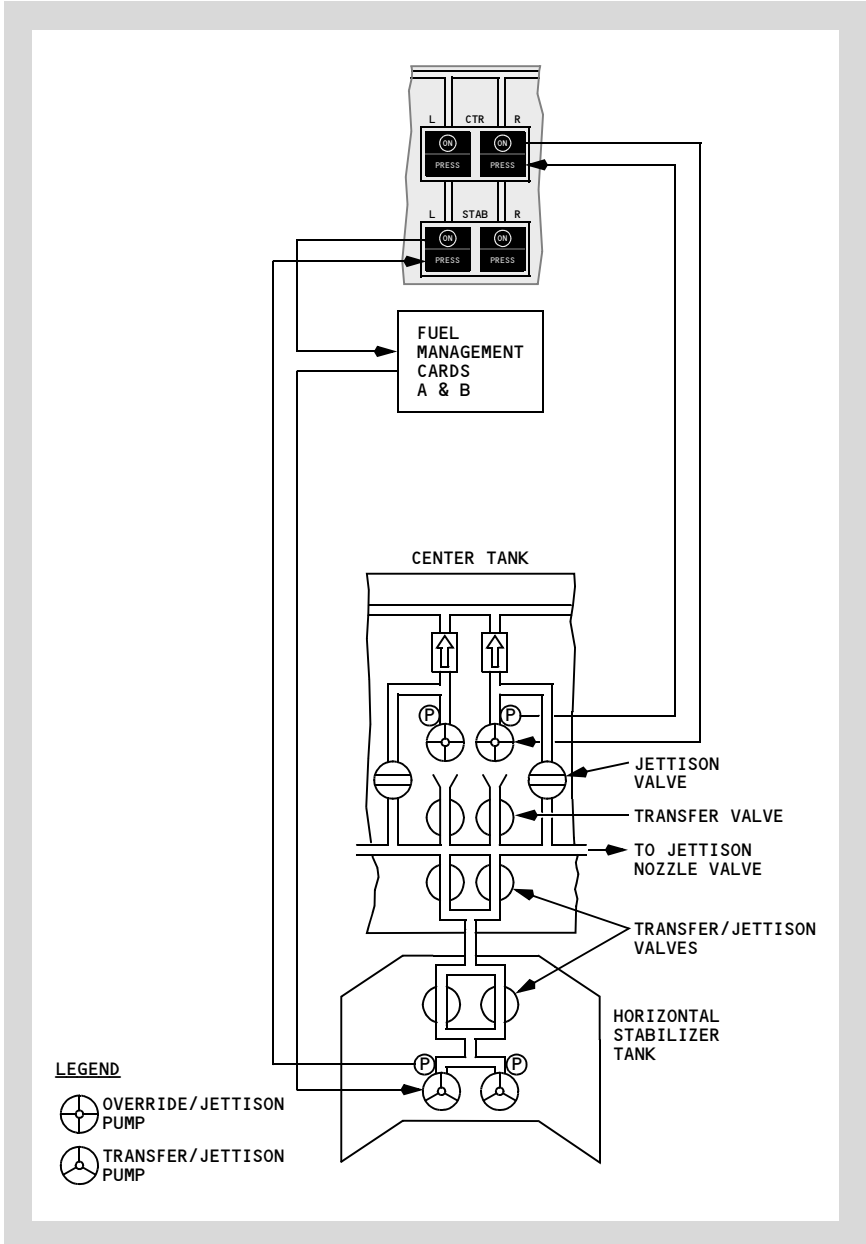 L CTR R
ON ON
PRESS PRESS
L STAB R
ON ON
PRESS PRESS
FUEL
MANAGEMENT
CARDS
A & B
CENTER TANK
P P
JETTISON
VALVE
TRANSFER VALVE
TO JETTISON
NOZZLE VALVE
TRANSFER/JETTISON
VALVES
HORIZONTAL
STABILIZER
TANK
P P
LEGEND
OVERRIDE/JETTISON
PUMP
TRANSFER/JETTISON
PUMP